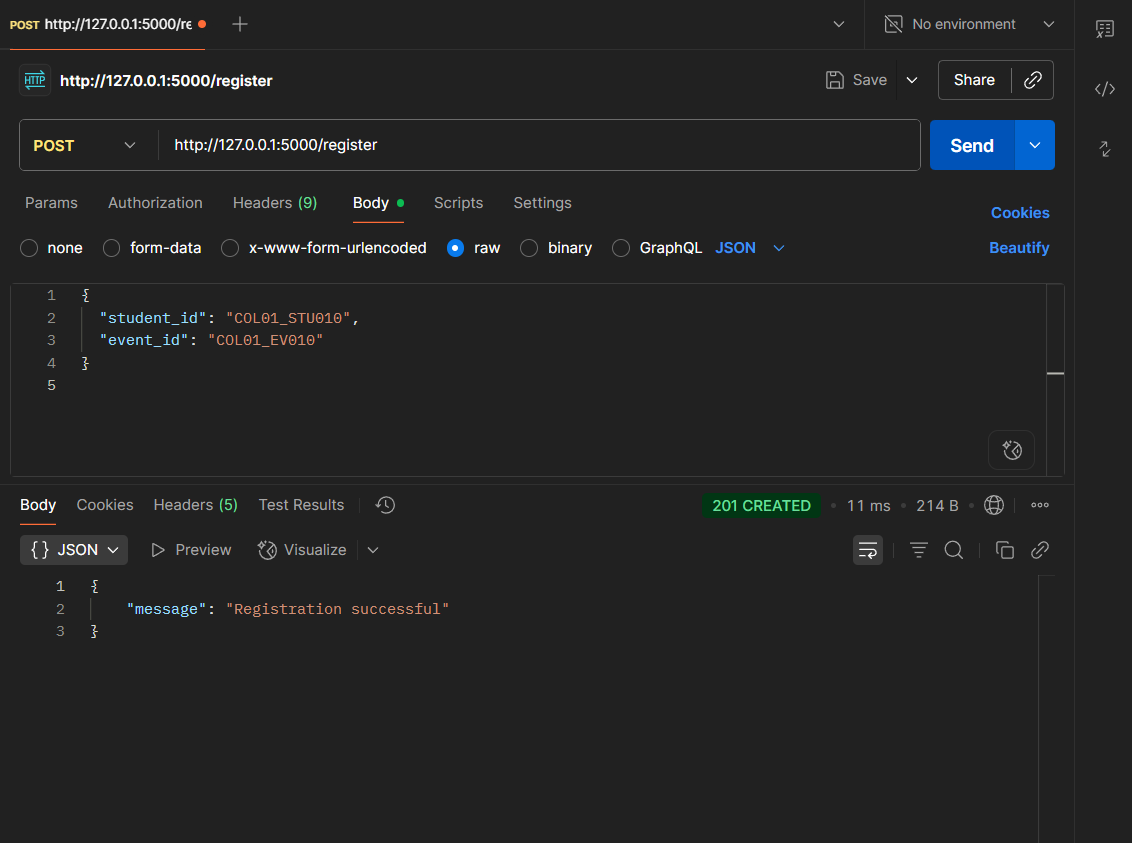 POST http://127.0.0.1:5000/re
No environment
HTTP http://127.0.0.1:5000/register
Save
Share
POST
http://127.0.0.1:5000/register
Send
Params Authorization Headers (9) Body Scripts Settings
Cookies
none form-data x-www-form-urlencoded raw binary GraphQL JSON
Beautify
1 {
2 "student_id": "COL01_STU010",
3 "event_id": "COL01_EV010"
4 }
5
Body Cookies Headers (5) Test Results
201 CREATED • 11 ms • 214 B •
{} JSON Preview Visualize
1 {
2 "message": "Registration successful"
3 }